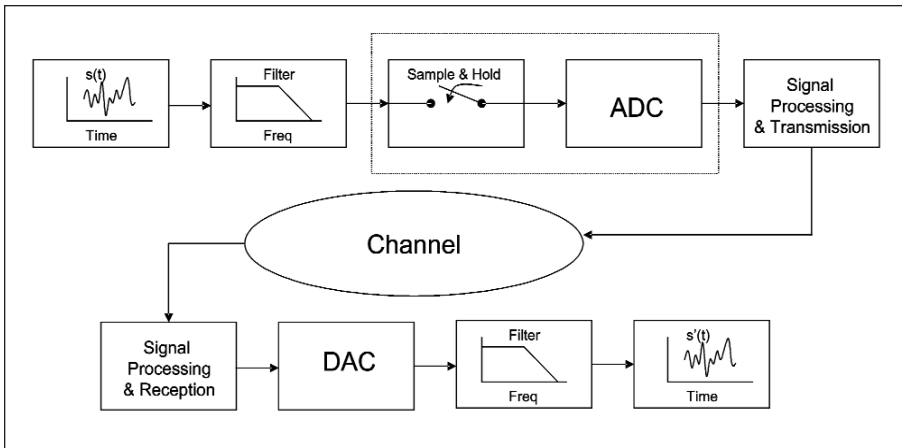 s(t)
Time
Filter
Freq
Sample & Hold
ADC
Signal
Processing
& Transmission
Channel
Signal
Processing
& Reception
DAC
Filter
Freq
s'(t)
Time